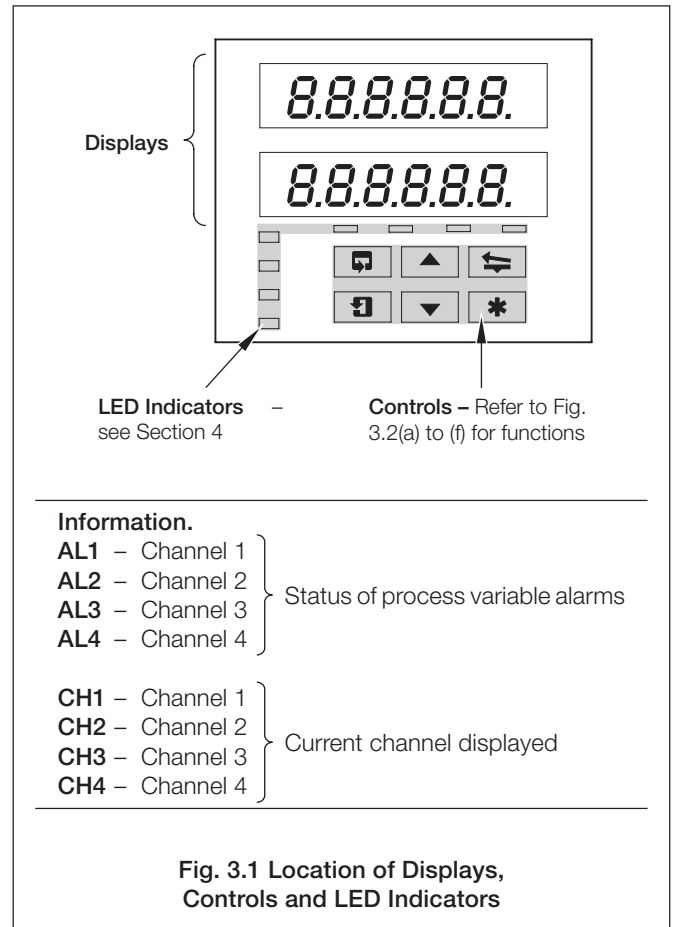 8.8.8.8.8.8.
Displays
8.8.8.8.8.8.
LED Indicators –
see Section 4
Controls – Refer to Fig.
3.2(a) to (f) for functions
Information.
AL1 – Channel 1
AL2 – Channel 2
AL3 – Channel 3
AL4 – Channel 4
Status of process variable alarms
CH1 – Channel 1
CH2 – Channel 2
CH3 – Channel 3
CH4 – Channel 4
Current channel displayed
Fig. 3.1 Location of Displays,
Controls and LED Indicators